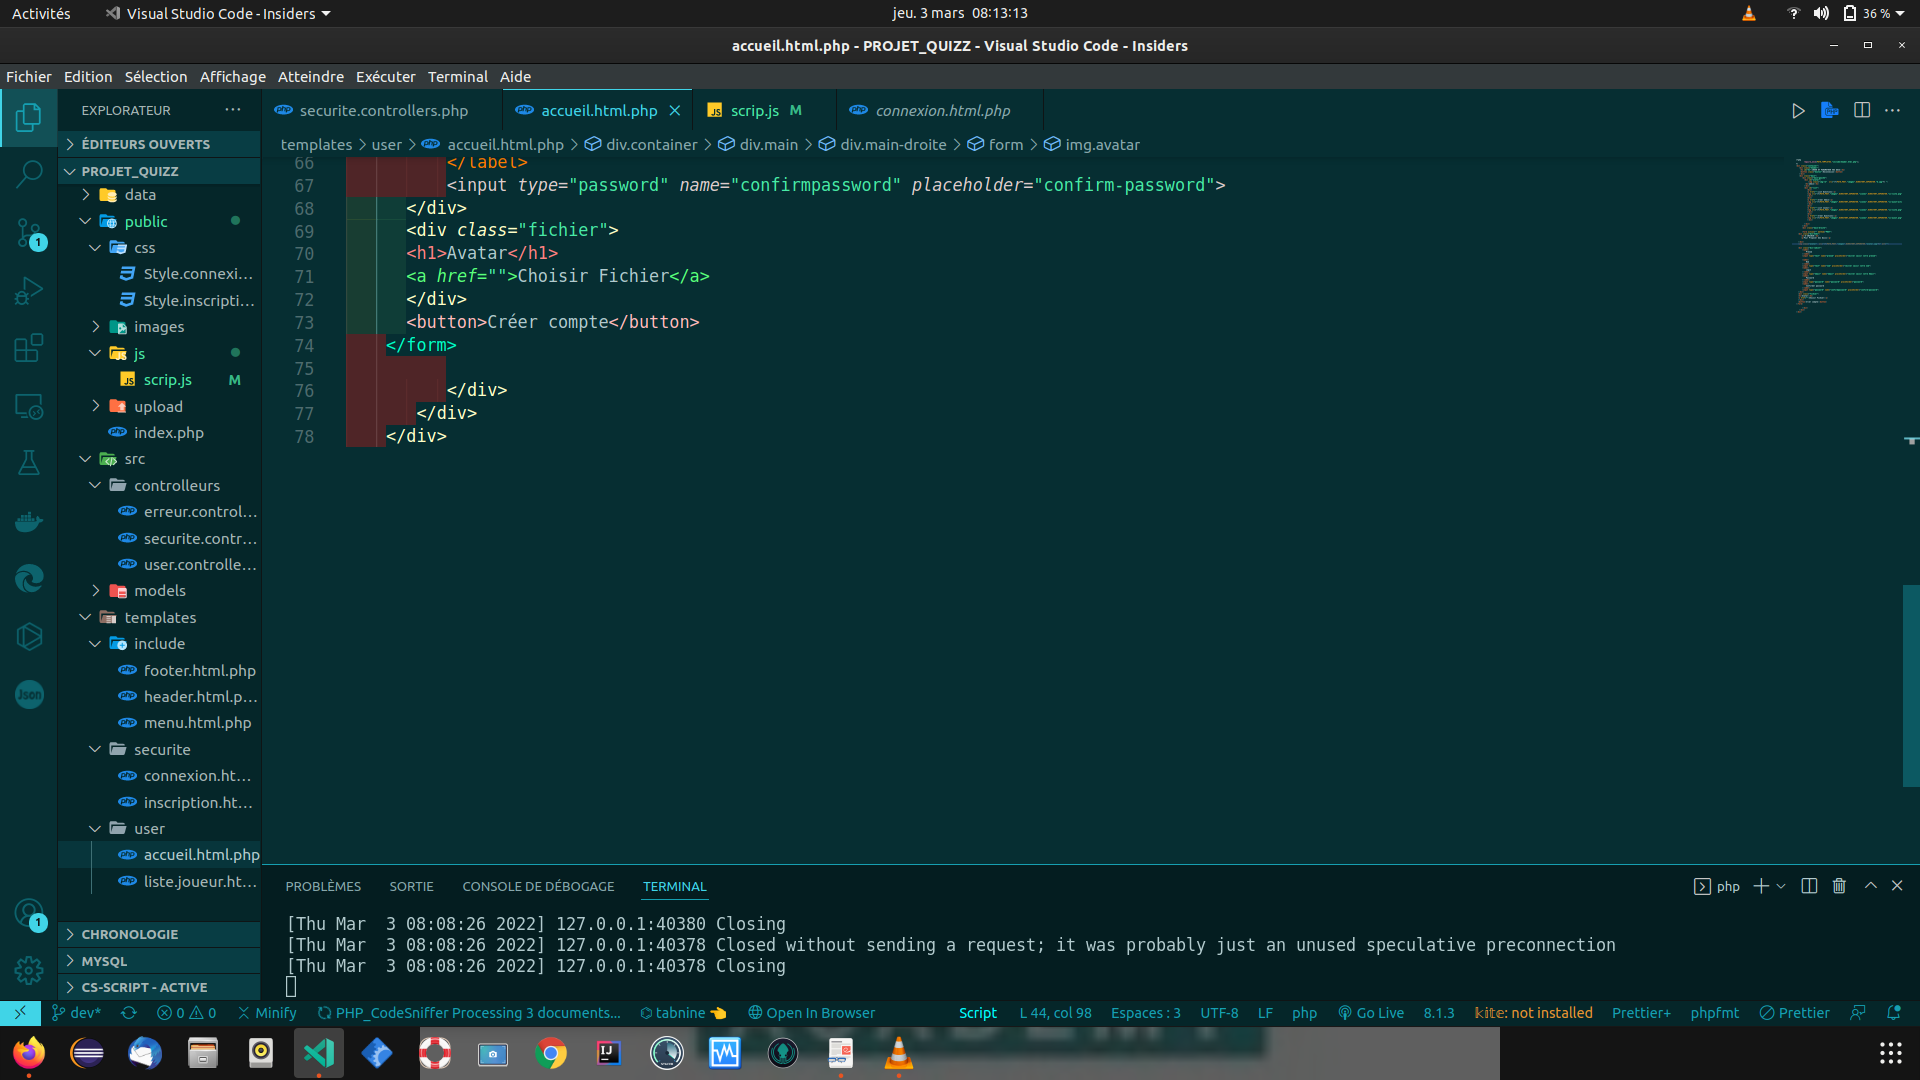 Activités
Visual Studio Code - Insiders
jeu. 3 mars 08:13:13
36 %
accueil.html.php - PROJET_QUIZZ - Visual Studio Code - Insiders
Fichier Edition Sélection Affichage Atteindre Exécuter Terminal Aide
EXPLORATEUR
ÉDITEURS OUVERTS
PROJET_QUIZZ
data
public
css
Style.connexi...
Style.inscripti...
images
js
scrip.js M
upload
index.php
src
controlleurs
erreur.control...
securite.contr...
user.controlle...
models
templates
include
footer.html.php
header.html.p...
menu.html.php
securite
connexion.ht...
inscription.ht...
user
accueil.html.php
liste.joueur.ht...
CHRONOLOGIE
MYSQL
CS-SCRIPT - ACTIVE
1
1
Json
securite.controllers.php
accueil.html.php
JS scrip.js M
connexion.html.php
templates > user > accueil.html.php > div.container > div.main > div.main-droite > form > img.avatar
66 </label>
67 <input type="password" name="confirmpassword" placeholder="confirm-password">
68 </div>
69 <div class="fichier">
70 <h1>Avatar</h1>
71 <a href="">Choisir Fichier</a>
72 </div>
73 <button>Créer compte</button>
74 </form>
75
76 </div>
77 </div>
78 </div>
PROBLÈMES SORTIE CONSOLE DE DÉBOGAGE TERMINAL
php
[Thu Mar  3 08:08:26 2022] 127.0.0.1:40380 Closing
[Thu Mar  3 08:08:26 2022] 127.0.0.1:40378 Closed without sending a request; it was probably just an unused speculative preconnection
[Thu Mar  3 08:08:26 2022] 127.0.0.1:40378 Closing
dev* 0 0 Minify PHP_CodeSniffer Processing 3 documents... tabnine Open In Browser Script L 44, col 98 Espaces : 3 UTF-8 LF php Go Live 8.1.3 kite: not installed Prettier+ phpfmt Prettier